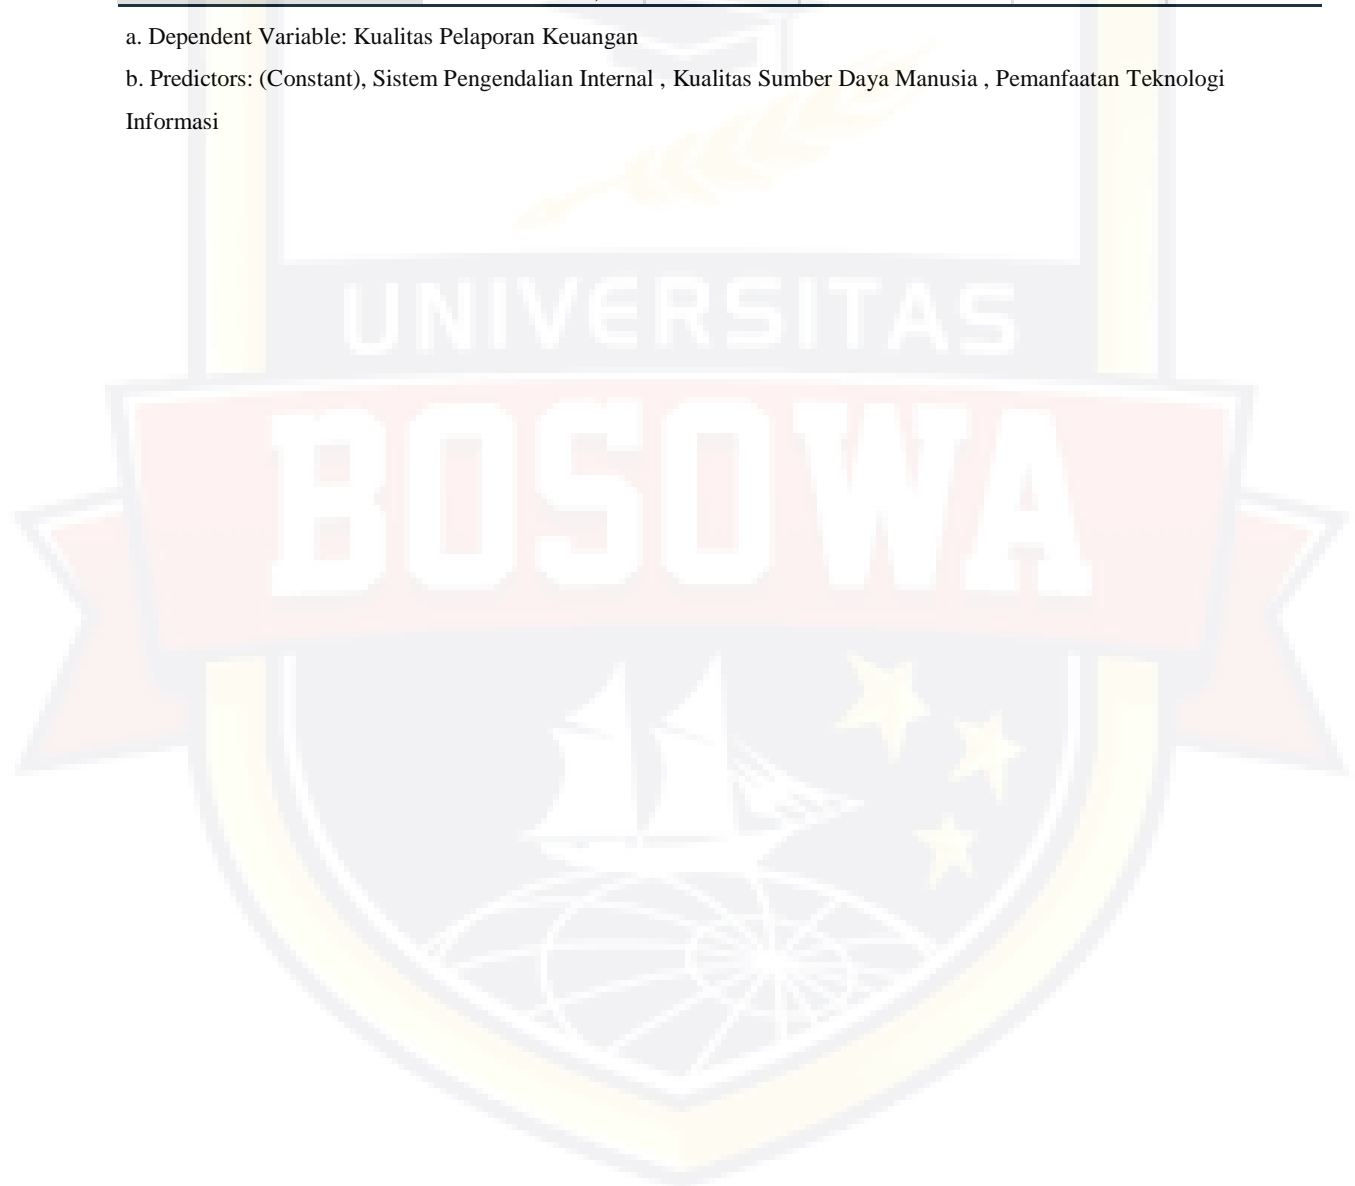 a. Dependent Variable: Kualitas Pelaporan Keuangan
b. Predictors: (Constant), Sistem Pengendalian Internal , Kualitas Sumber Daya Manusia , Pemanfaatan Teknologi
Informasi
UNIVERSITAS
BOSOWA